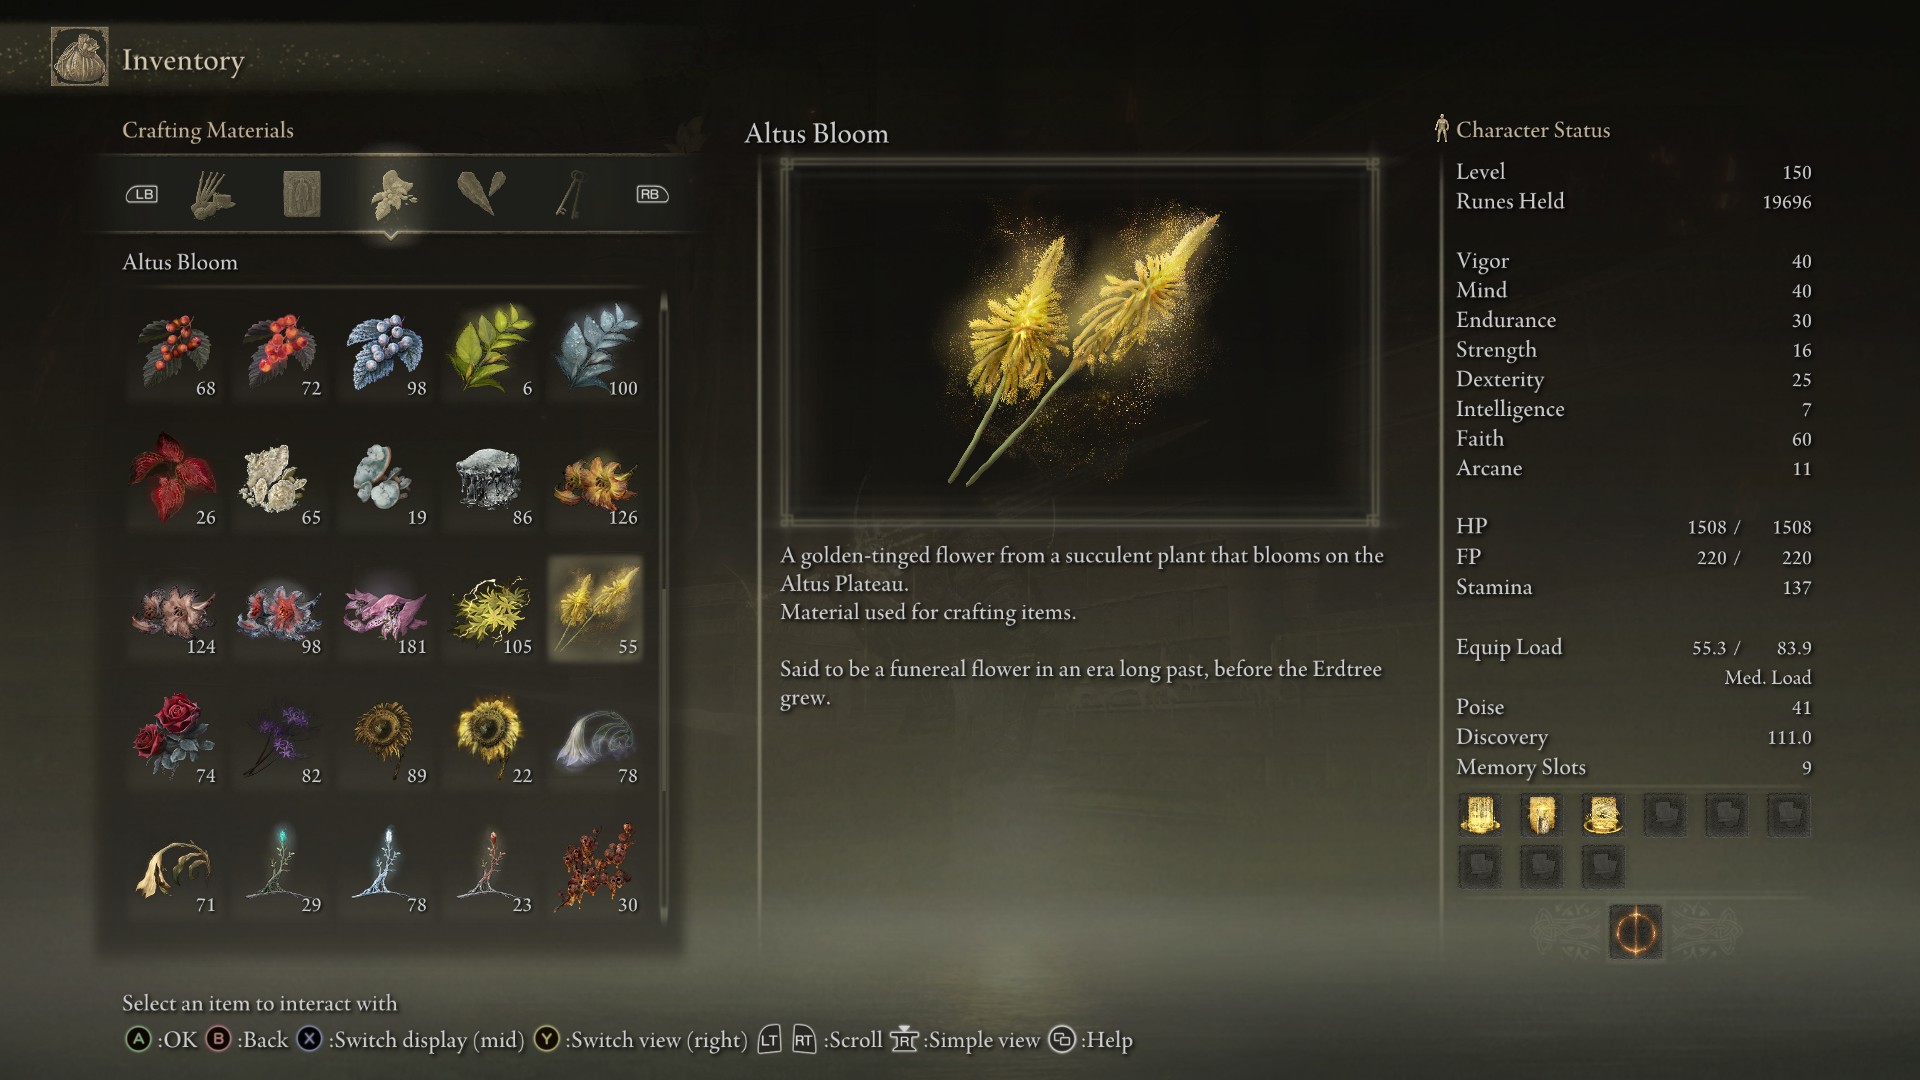 Inventory
Crafting Materials
LB
RB
Altus Bloom
68 72 98 6 100
26 65 19 86 126
124 98 181 105 55
74 82 89 22 78
71 29 78 23 30
Altus Bloom
A golden-tinged flower from a succulent plant that blooms on the
Altus Plateau.
Material used for crafting items.
Said to be a funereal flower in an era long past, before the Erdtree
grew.
Character Status
Level 150
Runes Held 19696
Vigor 40
Mind 40
Endurance 30
Strength 16
Dexterity 25
Intelligence 7
Faith 60
Arcane 11
HP 1508 / 1508
FP 220 / 220
Stamina 137
Equip Load 55.3 / 83.9
Med. Load
Poise 41
Discovery 111.0
Memory Slots 9
Select an item to interact with
A :OK B :Back X :Switch display (mid) Y :Switch view (right) LT RT :Scroll R :Simple view :Help